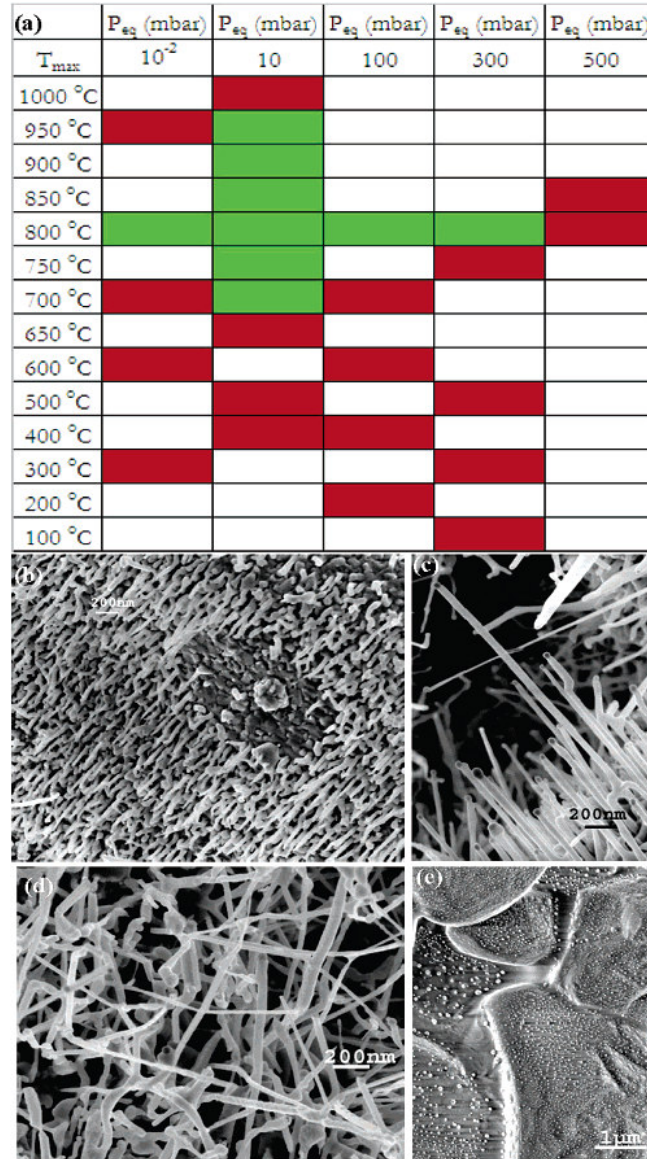 (a) P_eq (mbar) P_eq (mbar) P_eq (mbar) P_eq (mbar) P_eq (mbar)
T_max 10^-2 10 100 300 500
1000 °C
950 °C
900 °C
850 °C
800 °C
750 °C
700 °C
650 °C
600 °C
500 °C
400 °C
300 °C
200 °C
100 °C
(b)
200nm
(c)
200nm
(d)
200nm
(e)
1μm